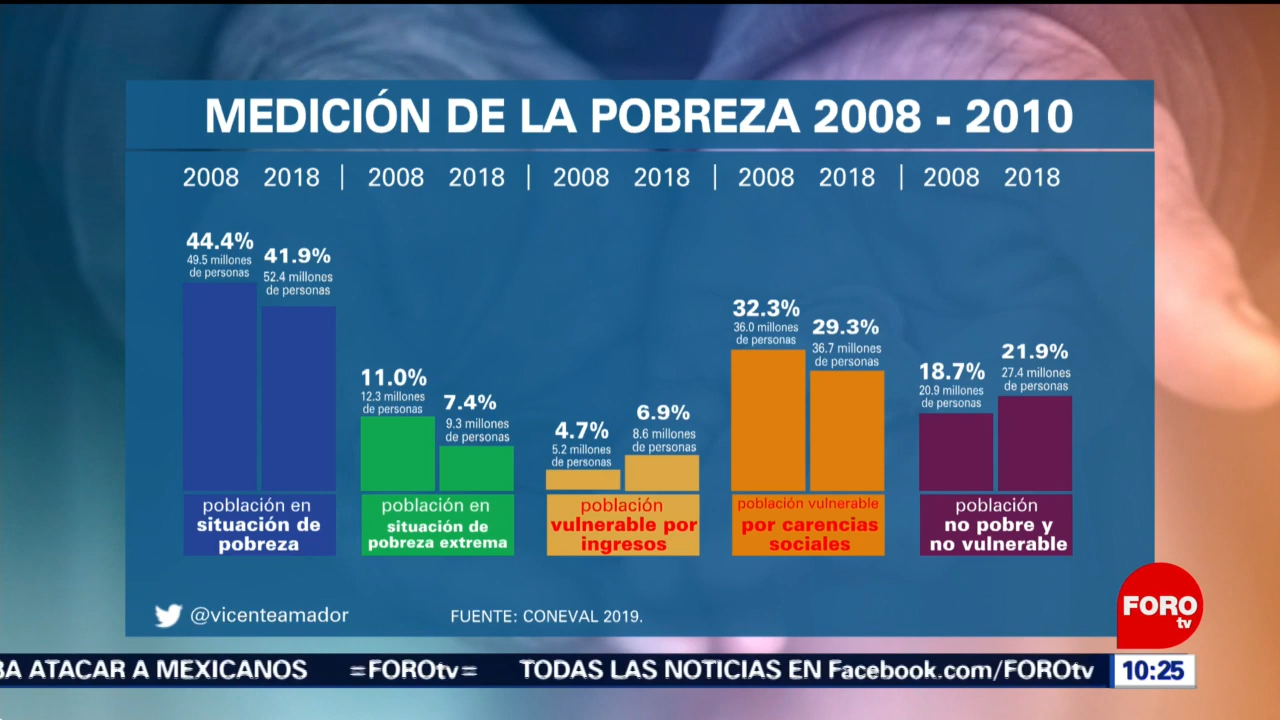 MEDICIÓN DE LA POBREZA 2008 - 2010
2008 2018 | 2008 2018 | 2008 2018 | 2008 2018 | 2008 2018
44.4%
49.5 millones
de personas
41.9%
52.4 millones
de personas
11.0%
12.3 millones
de personas
7.4%
9.3 millones
de personas
4.7%
5.2 millones
de personas
6.9%
8.6 millones
de personas
32.3%
36.0 millones
de personas
29.3%
36.7 millones
de personas
18.7%
20.9 millones
de personas
21.9%
27.4 millones
de personas
población en
situación de
pobreza
población en
situación de
pobreza extrema
población
vulnerable por
ingresos
población vulnerable
por carencias
sociales
población
no pobre y
no vulnerable
@vicenteamador
FUENTE: CONEVAL 2019.
FORO
tv
BA ATACAR A MEXICANOS =FOROtv= TODAS LAS NOTICIAS EN Facebook.com/FOROtv
10:25